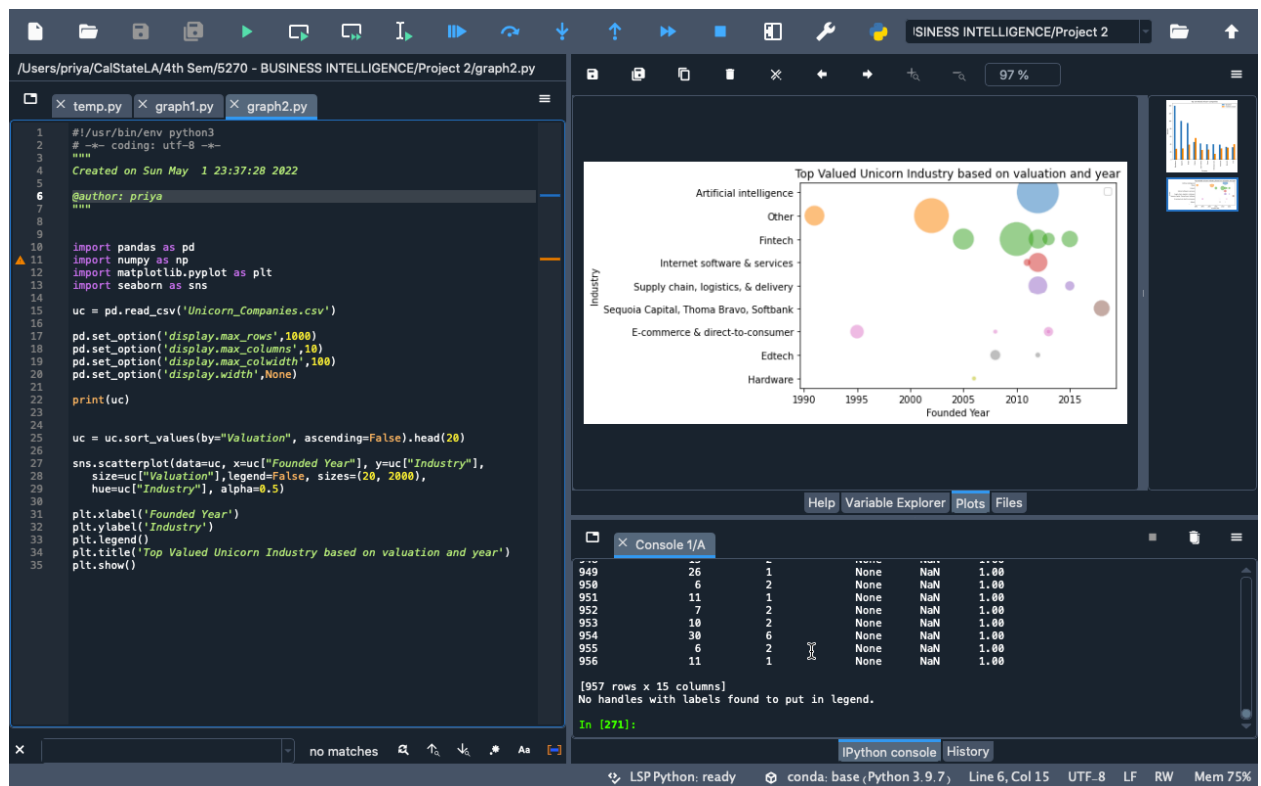 !SINESS INTELLIGENCE/Project 2
/Users/priya/CalStateLA/4th Sem/5270 - BUSINESS INTELLIGENCE/Project 2/graph2.py
temp.py graph1.py graph2.py
1 #!/usr/bin/env python3
2 # -*- coding: utf-8 -*-
3 """
4 Created on Sun May  1 23:37:28 2022
5
6 @author: priya
7 """
8
9
10 import pandas as pd
11 import numpy as np
12 import matplotlib.pyplot as plt
13 import seaborn as sns
14
15 uc = pd.read_csv('Unicorn_Companies.csv')
16
17 pd.set_option('display.max_rows',1000)
18 pd.set_option('display.max_columns',10)
19 pd.set_option('display.max_colwidth',100)
20 pd.set_option('display.width',None)
21
22 print(uc)
23
24
25 uc = uc.sort_values(by="Valuation", ascending=False).head(20)
26
27 sns.scatterplot(data=uc, x=uc["Founded Year"], y=uc["Industry"],
28 size=uc["Valuation"],legend=False, sizes=(20, 2000),
29 hue=uc["Industry"], alpha=0.5)
30
31 plt.xlabel('Founded Year')
32 plt.ylabel('Industry')
33 plt.legend()
34 plt.title('Top Valued Unicorn Industry based on valuation and year')
35 plt.show()
no matches Aa
97 %
Top Valued Unicorn Industry based on valuation and year
Industry
Artificial intelligence
Other
Fintech
Internet software & services
Supply chain, logistics, & delivery
Sequoia Capital, Thoma Bravo, Softbank
E-commerce & direct-to-consumer
Edtech
Hardware
1990 1995 2000 2005 2010 2015
Founded Year
Help Variable Explorer Plots Files
Console 1/A
949 26 1 None NaN 1.00
950 6 2 None NaN 1.00
951 11 1 None NaN 1.00
952 7 2 None NaN 1.00
953 10 2 None NaN 1.00
954 30 6 None NaN 1.00
955 6 2 None NaN 1.00
956 11 1 None NaN 1.00
[957 rows x 15 columns]
No handles with labels found to put in legend.
In [271]:
IPython console History
LSP Python: ready conda: base (Python 3.9.7) Line 6, Col 15 UTF-8 LF RW Mem 75%